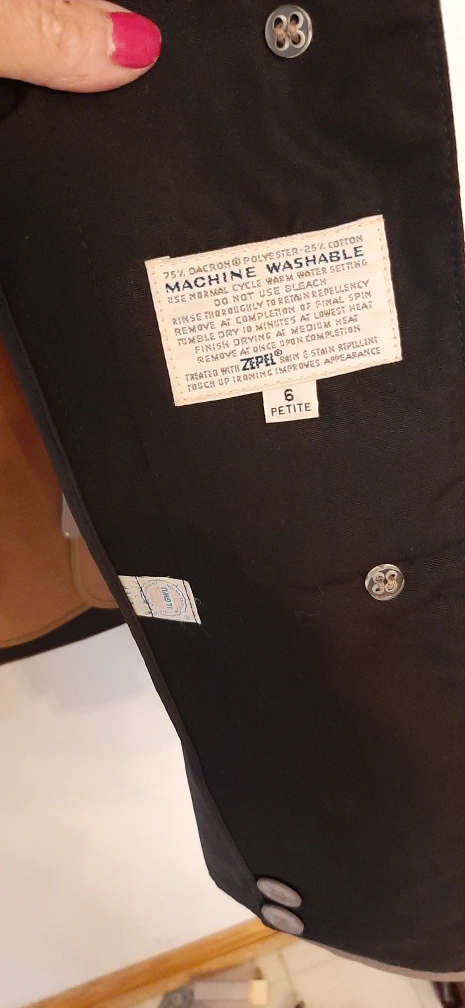 75% DACRON® POLYESTER-25% COTTON
MACHINE WASHABLE
USE NORMAL CYCLE WARM WATER SETTING
DO NOT USE BLEACH
RINSE THOROUGHLY TO RETAIN REPELLENCY
REMOVE AT COMPLETION OF FINAL SPIN
TUMBLE DRY 10 MINUTES AT LOWEST HEAT
FINISH DRYING AT MEDIUM HEAT
REMOVE AT ONCE UPON COMPLETION
TREATED WITH ZEPEL® RAIN & STAIN REPELLENT
TOUCH UP IRONING IMPROVES APPEARANCE
6
PETITE
ILGWU